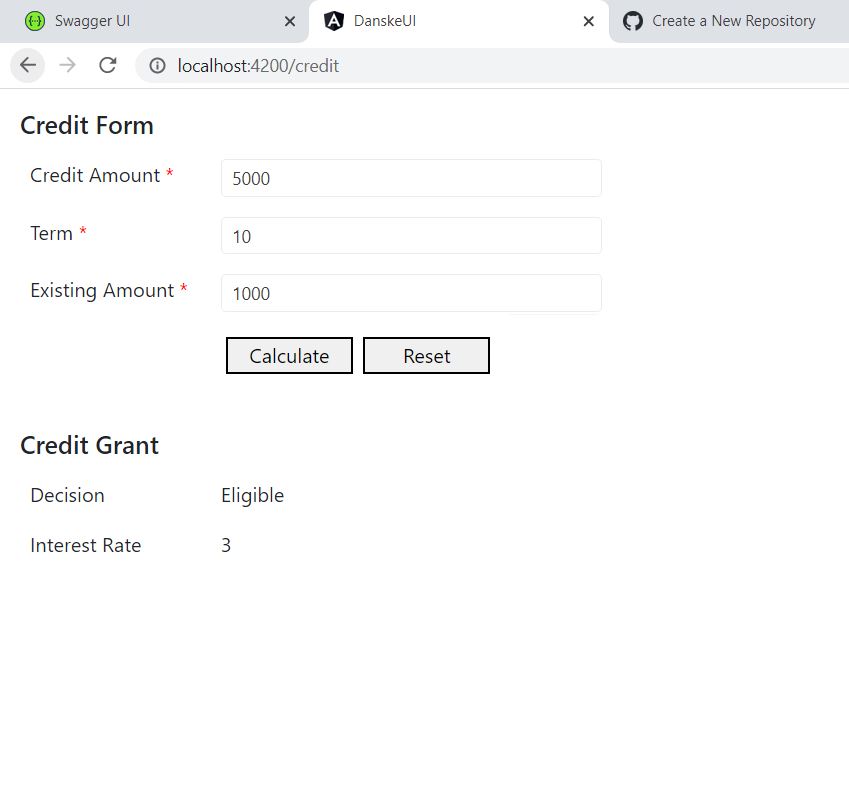 Swagger UI DanskeUI Create a New Repository
localhost:4200/credit
Credit Form
Credit Amount * 5000
Term * 10
Existing Amount * 1000
Calculate Reset
Credit Grant
Decision Eligible
Interest Rate 3